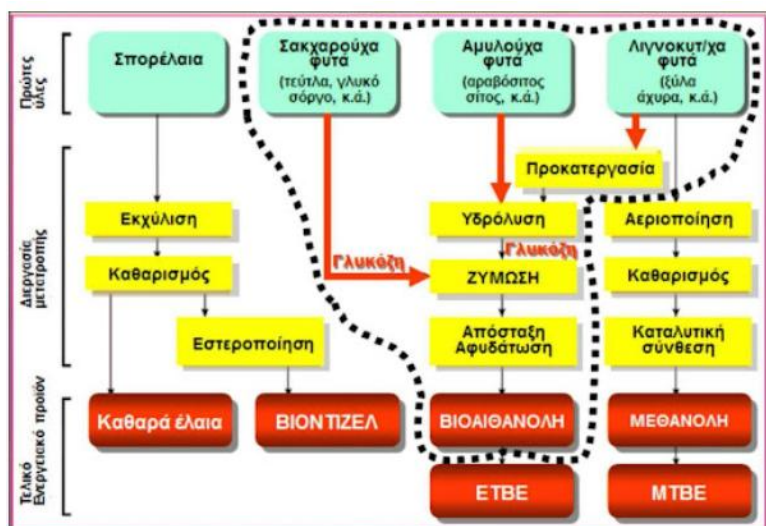 Πρώτες ύλες
Σπορέλαια
Σακχαρούχα
φυτά
(τεύτλα, γλυκό
σόργο, κ.ά.)
Αμυλούχα
φυτά
(αραβόσιτος
σίτος, κ.ά.)
Λιγνοκυτ/χα
φυτά
(ξύλα
άχυρα, κ.ά.)
Διεργασία
μετατροπής
Προκατεργασία
Εκχύλιση
Υδρόλυση
Αεριοποίηση
Γλυκόζη
Γλυκόζη
Καθαρισμός
ΖΥΜΩΣΗ
Καθαρισμός
Εστεροποίηση
Απόσταξη
Αφυδάτωση
Καταλυτική
σύνθεση
Τελικό
Ενεργειακό προϊόν
Καθαρά έλαια
ΒΙΟΝΤΙΖΕΛ
ΒΙΟΑΙΘΑΝΟΛΗ
ΜΕΘΑΝΟΛΗ
ΕΤΒΕ
ΜΤΒΕ